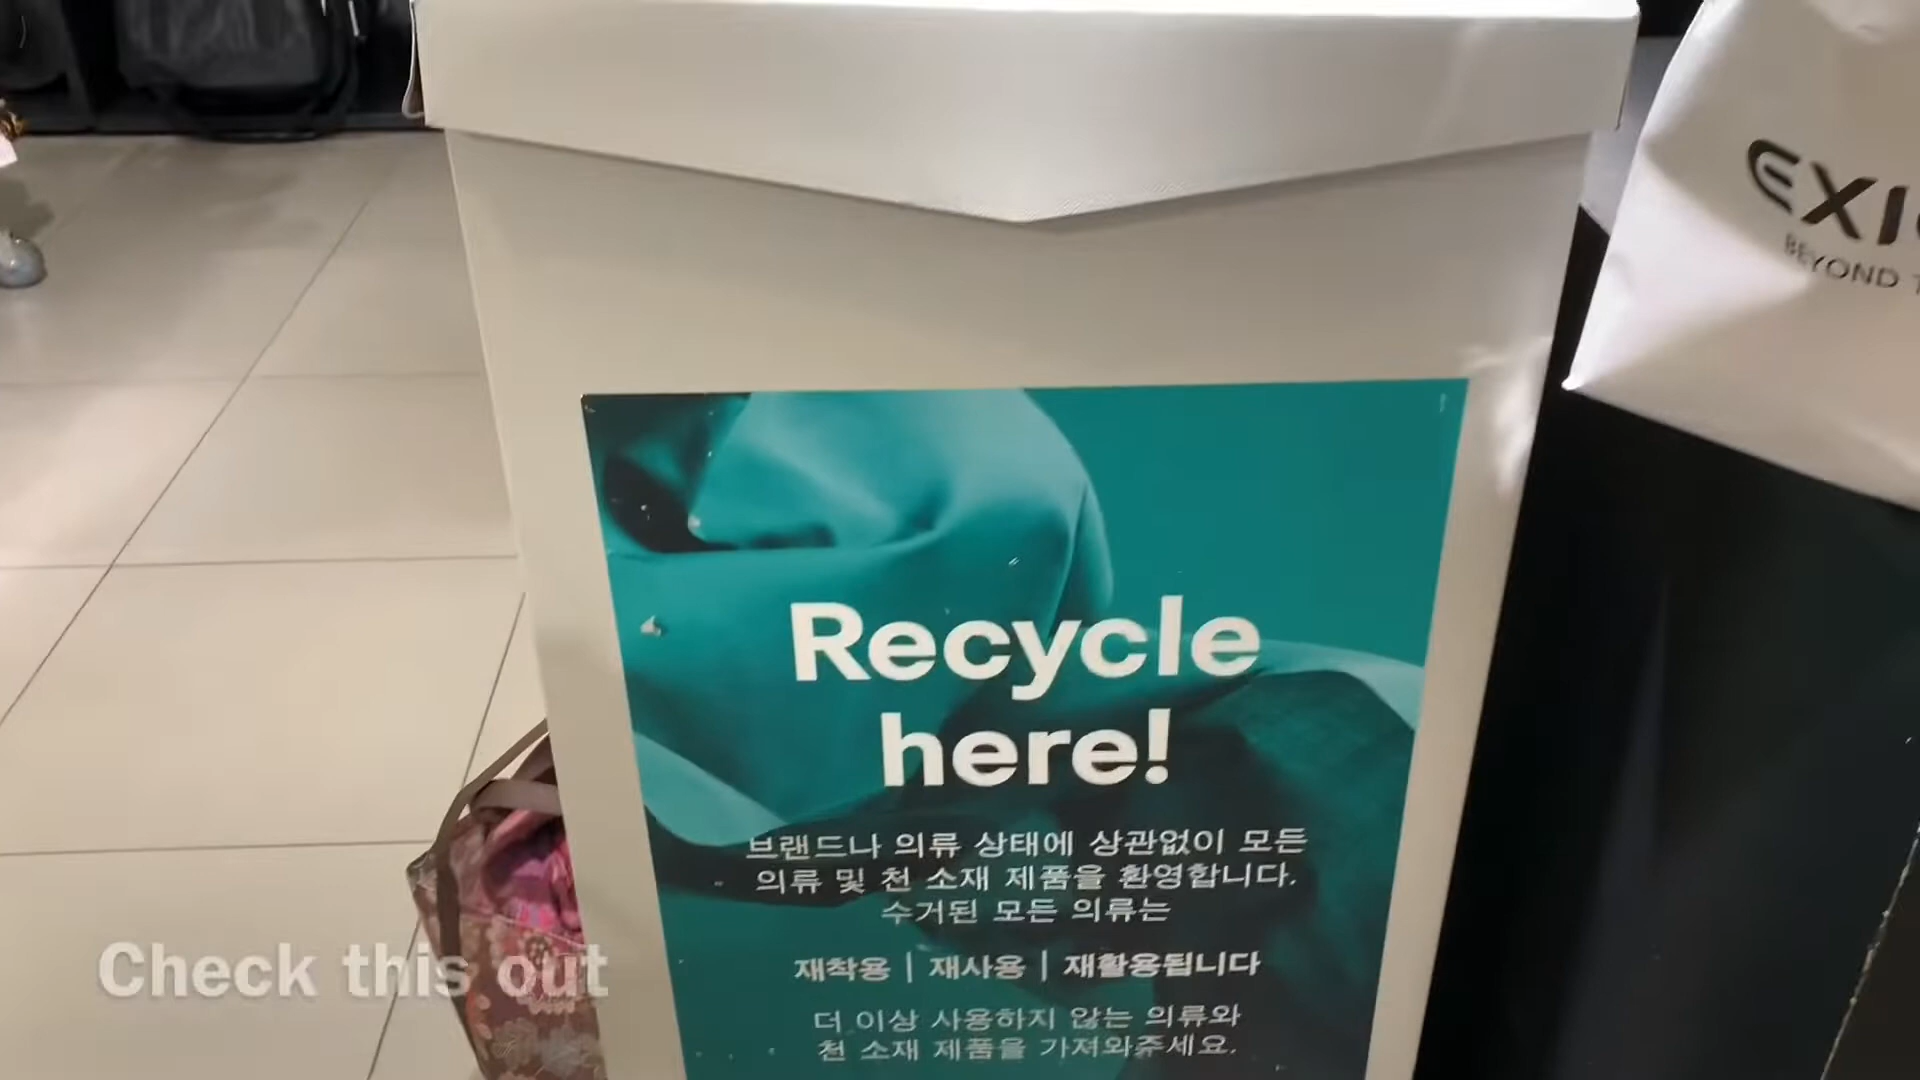 EXI
BEYOND
Recycle
here!
브랜드나 의류 상태에 상관없이 모든
의류 및 천 소재 제품을 환영합니다.
수거된 모든 의류는
재착용 | 재사용 | 재활용됩니다
더 이상 사용하지 않는 의류와
천 소재 제품을 가져와주세요.
Check this out